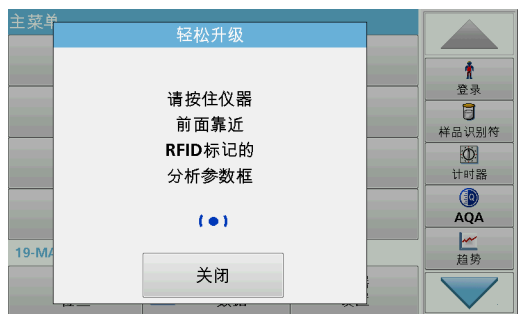 主菜单
轻松升级
请按住仪器
前面靠近
RFID标记的
分析参数框
关闭
登录
样品识别符
计时器
AQA
趋势
19-MA
数据